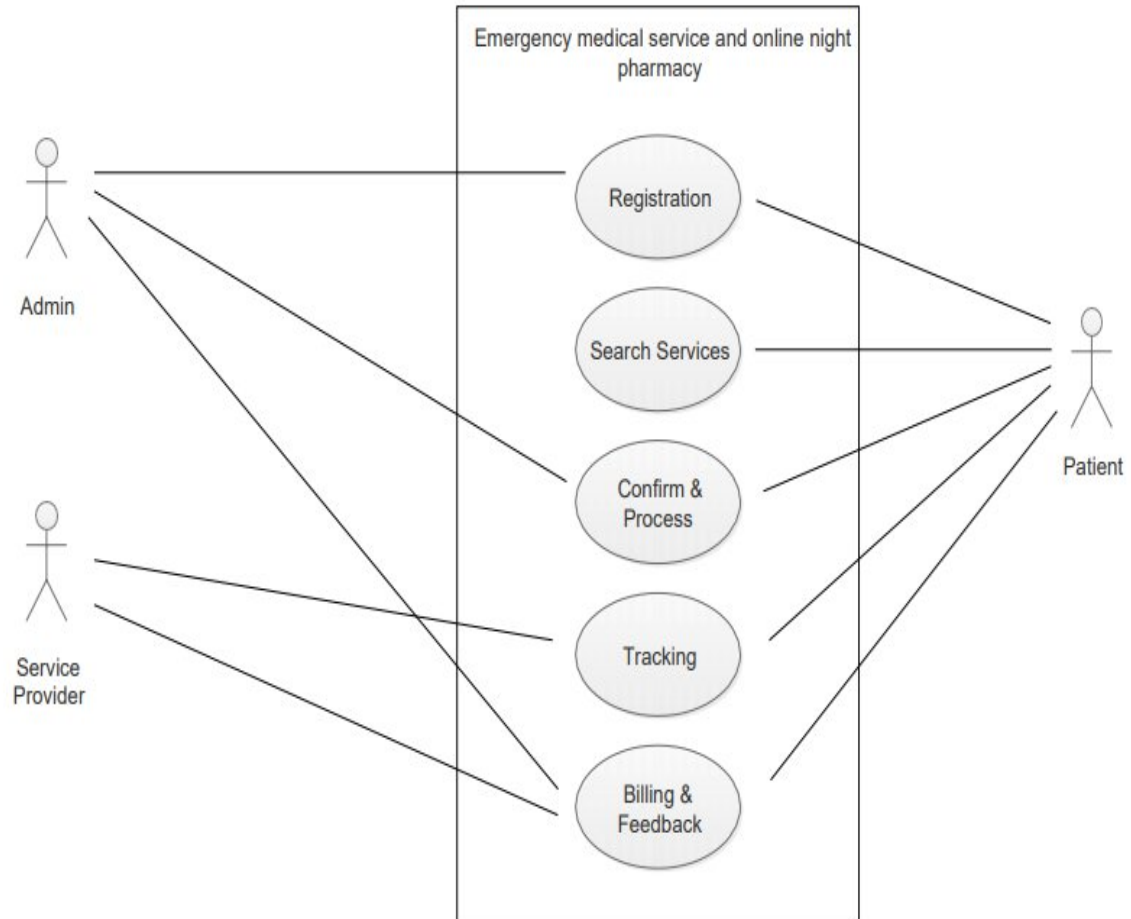 Emergency medical service and online night
pharmacy
Registration
Admin
Search Services
Patient
Confirm &
Process
Service
Provider
Tracking
Billing &
Feedback